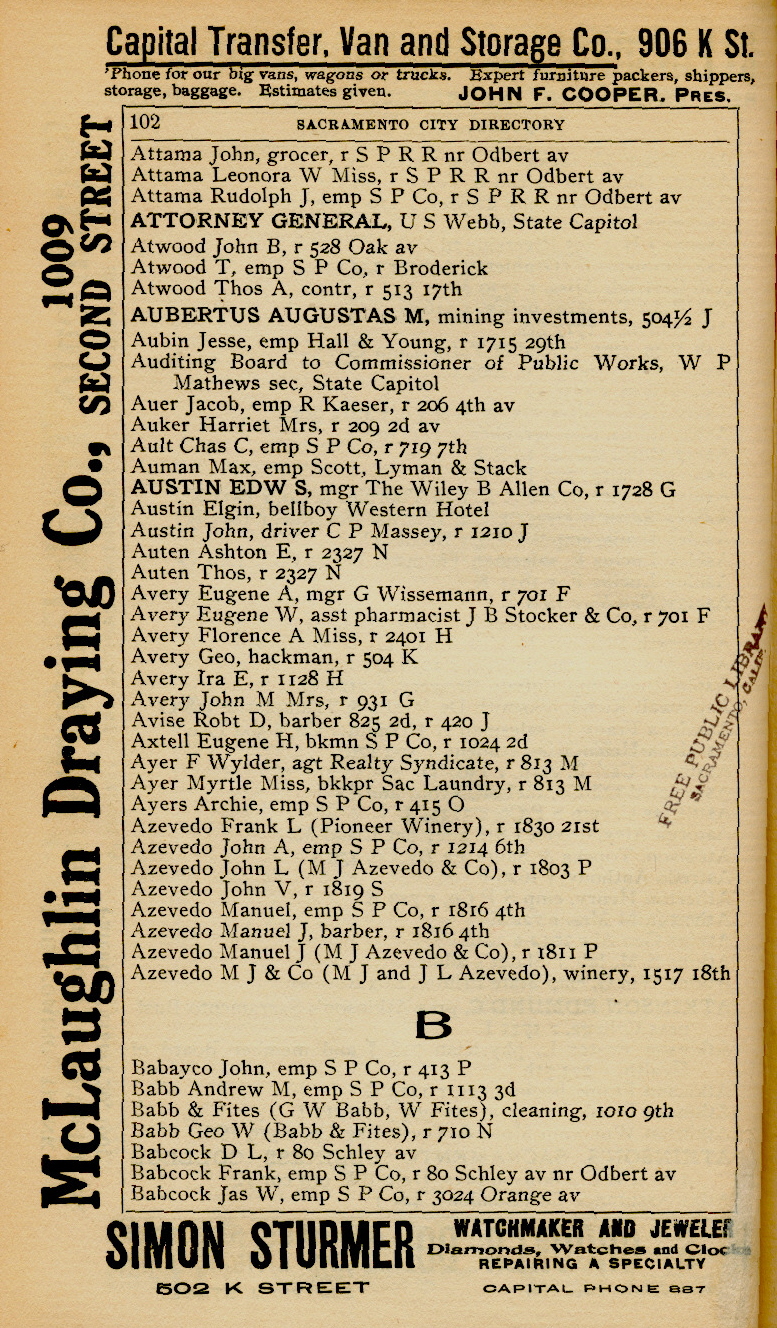 Capital Transfer, Van and Storage Co., 906 K St.
'Phone for our big vans, wagons or trucks. Expert furniture packers, shippers,
storage, baggage. Estimates given. JOHN F. COOPER. PRES.
McLaughlin Draying Co., 1009 SECOND STREET
102 SACRAMENTO CITY DIRECTORY
Attama John, grocer, r S P R R nr Odbert av
Attama Leonora W Miss, r S P R R nr Odbert av
Attama Rudolph J, emp S P Co, r S P R R nr Odbert av
ATTORNEY GENERAL, U S Webb, State Capitol
Atwood John B, r 528 Oak av
Atwood T, emp S P Co, r Broderick
Atwood Thos A, contr, r 513 17th
AUBERTUS AUGUSTAS M, mining investments, 504½ J
Aubin Jesse, emp Hall & Young, r 1715 29th
Auditing Board to Commissioner of Public Works, W P
Mathews sec, State Capitol
Auer Jacob, emp R Kaeser, r 206 4th av
Auker Harriet Mrs, r 209 2d av
Ault Chas C, emp S P Co, r 719 7th
Auman Max, emp Scott, Lyman & Stack
AUSTIN EDW S, mgr The Wiley B Allen Co, r 1728 G
Austin Elgin, bellboy Western Hotel
Austin John, driver C P Massey, r 1210 J
Auten Ashton E, r 2327 N
Auten Thos, r 2327 N
Avery Eugene A, mgr G Wissemann, r 701 F
Avery Eugene W, asst pharmacist J B Stocker & Co, r 701 F
Avery Florence A Miss, r 2401 H
Avery Geo, hackman, r 504 K
Avery Ira E, r 1128 H
Avery John M Mrs, r 931 G
Avise Robt D, barber 825 2d, r 420 J
Axtell Eugene H, bkmn S P Co, r 1024 2d
Ayer F Wylder, agt Realty Syndicate, r 813 M
Ayer Myrtle Miss, bkkpr Sac Laundry, r 813 M
Ayers Archie, emp S P Co, r 415 O
Azevedo Frank L (Pioneer Winery), r 1830 21st
Azevedo John A, emp S P Co, r 1214 6th
Azevedo John L (M J Azevedo & Co), r 1803 P
Azevedo John V, r 1819 S
Azevedo Manuel, emp S P Co, r 1816 4th
Azevedo Manuel J, barber, r 1816 4th
Azevedo Manuel J (M J Azevedo & Co), r 1811 P
Azevedo M J & Co (M J and J L Azevedo), winery, 1517 18th
FREE PUBLIC LIBRARY
SACRAMENTO, CALIF.
B
Babayco John, emp S P Co, r 413 P
Babb Andrew M, emp S P Co, r 1113 3d
Babb & Fites (G W Babb, W Fites), cleaning, 1010 9th
Babb Geo W (Babb & Fites), r 710 N
Babcock D L, r 80 Schley av
Babcock Frank, emp S P Co, r 80 Schley av nr Odbert av
Babcock Jas W, emp S P Co, r 3024 Orange av
SIMON STURMER
502 K STREET
WATCHMAKER AND JEWELER
Diamonds, Watches and Clocks
REPAIRING A SPECIALTY
CAPITAL PHONE 887